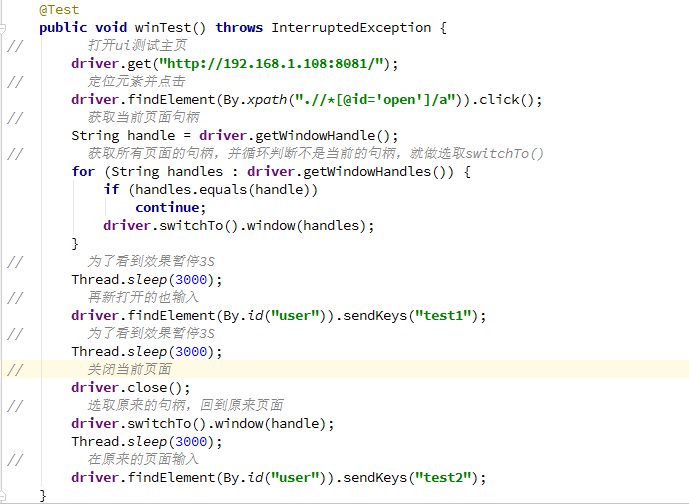 @Test
public void winTest() throws InterruptedException {
// 打开ui测试主页
driver.get("http://192.168.1.108:8081/");
// 定位元素并点击
driver.findElement(By.xpath(".//*[@id='open']/a")).click();
// 获取当前页面句柄
String handle = driver.getWindowHandle();
// 获取所有页面的句柄，并循环判断不是当前的句柄，就做选取switchTo()
for (String handles : driver.getWindowHandles()) {
if (handles.equals(handle))
continue;
driver.switchTo().window(handles);
}
// 为了看到效果暂停3S
Thread.sleep(3000);
// 再新打开的也输入
driver.findElement(By.id("user")).sendKeys("test1");
// 为了看到效果暂停3S
Thread.sleep(3000);
// 关闭当前页面
driver.close();
// 选取原来的句柄，回到原来页面
driver.switchTo().window(handle);
Thread.sleep(3000);
// 在原来的页面输入
driver.findElement(By.id("user")).sendKeys("test2");
}